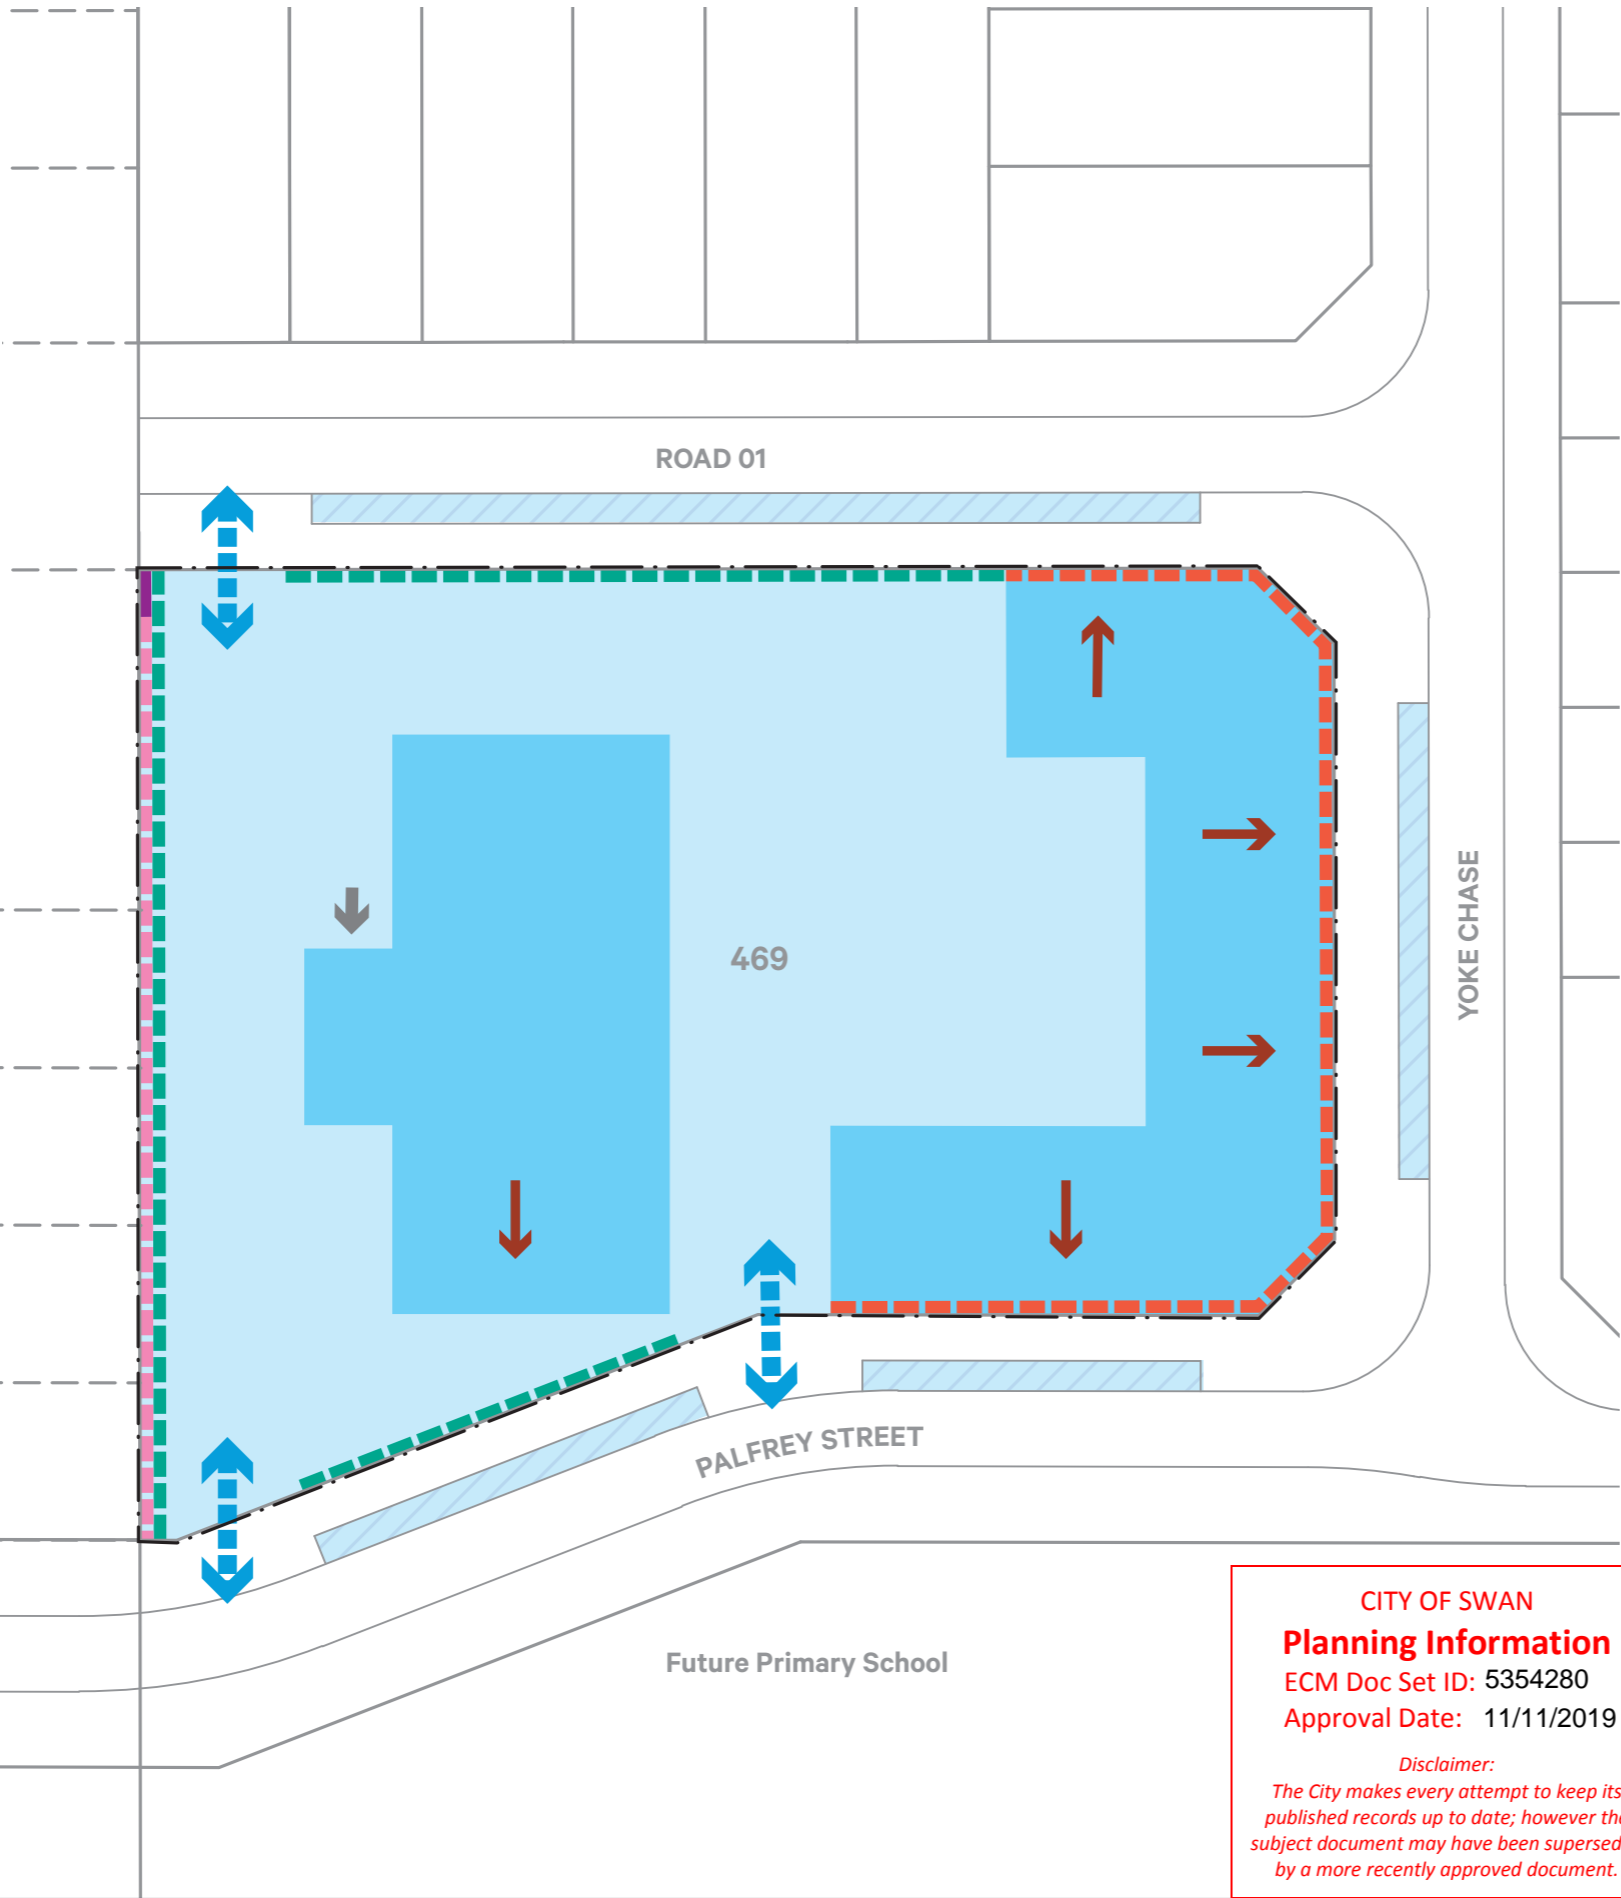 ROAD 01
469
YOKE CHASE
PALFREY STREET
Future Primary School
CITY OF SWAN
Planning Information
ECM Doc Set ID: 5354280
Approval Date: 11/11/2019
Disclaimer:
The City makes every attempt to keep its
published records up to date; however the
subject document may have been supersed
by a more recently approved document.